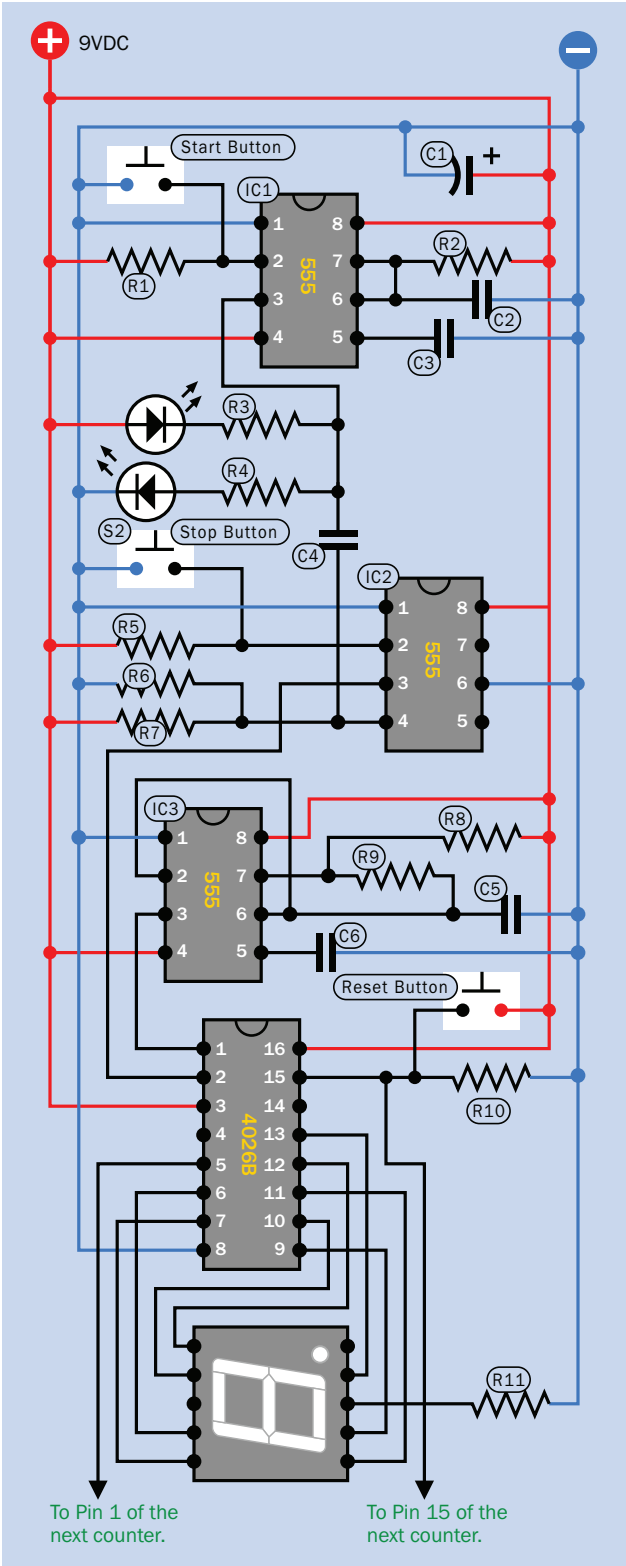 9VDC
Start Button
C1
+
IC1
1 8
R2
2 555 7
R1
3 6
C2
4 5
C3
R3
R4
S2 Stop Button
C4
IC2
1 8
R5
2 555 7
R6
3 6
R7
4 5
IC3
R8
1 8
R9
2 555 7
C5
3 6
C6
4 5
Reset Button
1 16
2 15
R10
3 14
4 4026B 13
5 12
6 11
7 10
8 9
R11
To Pin 1 of the
next counter.
To Pin 15 of the
next counter.